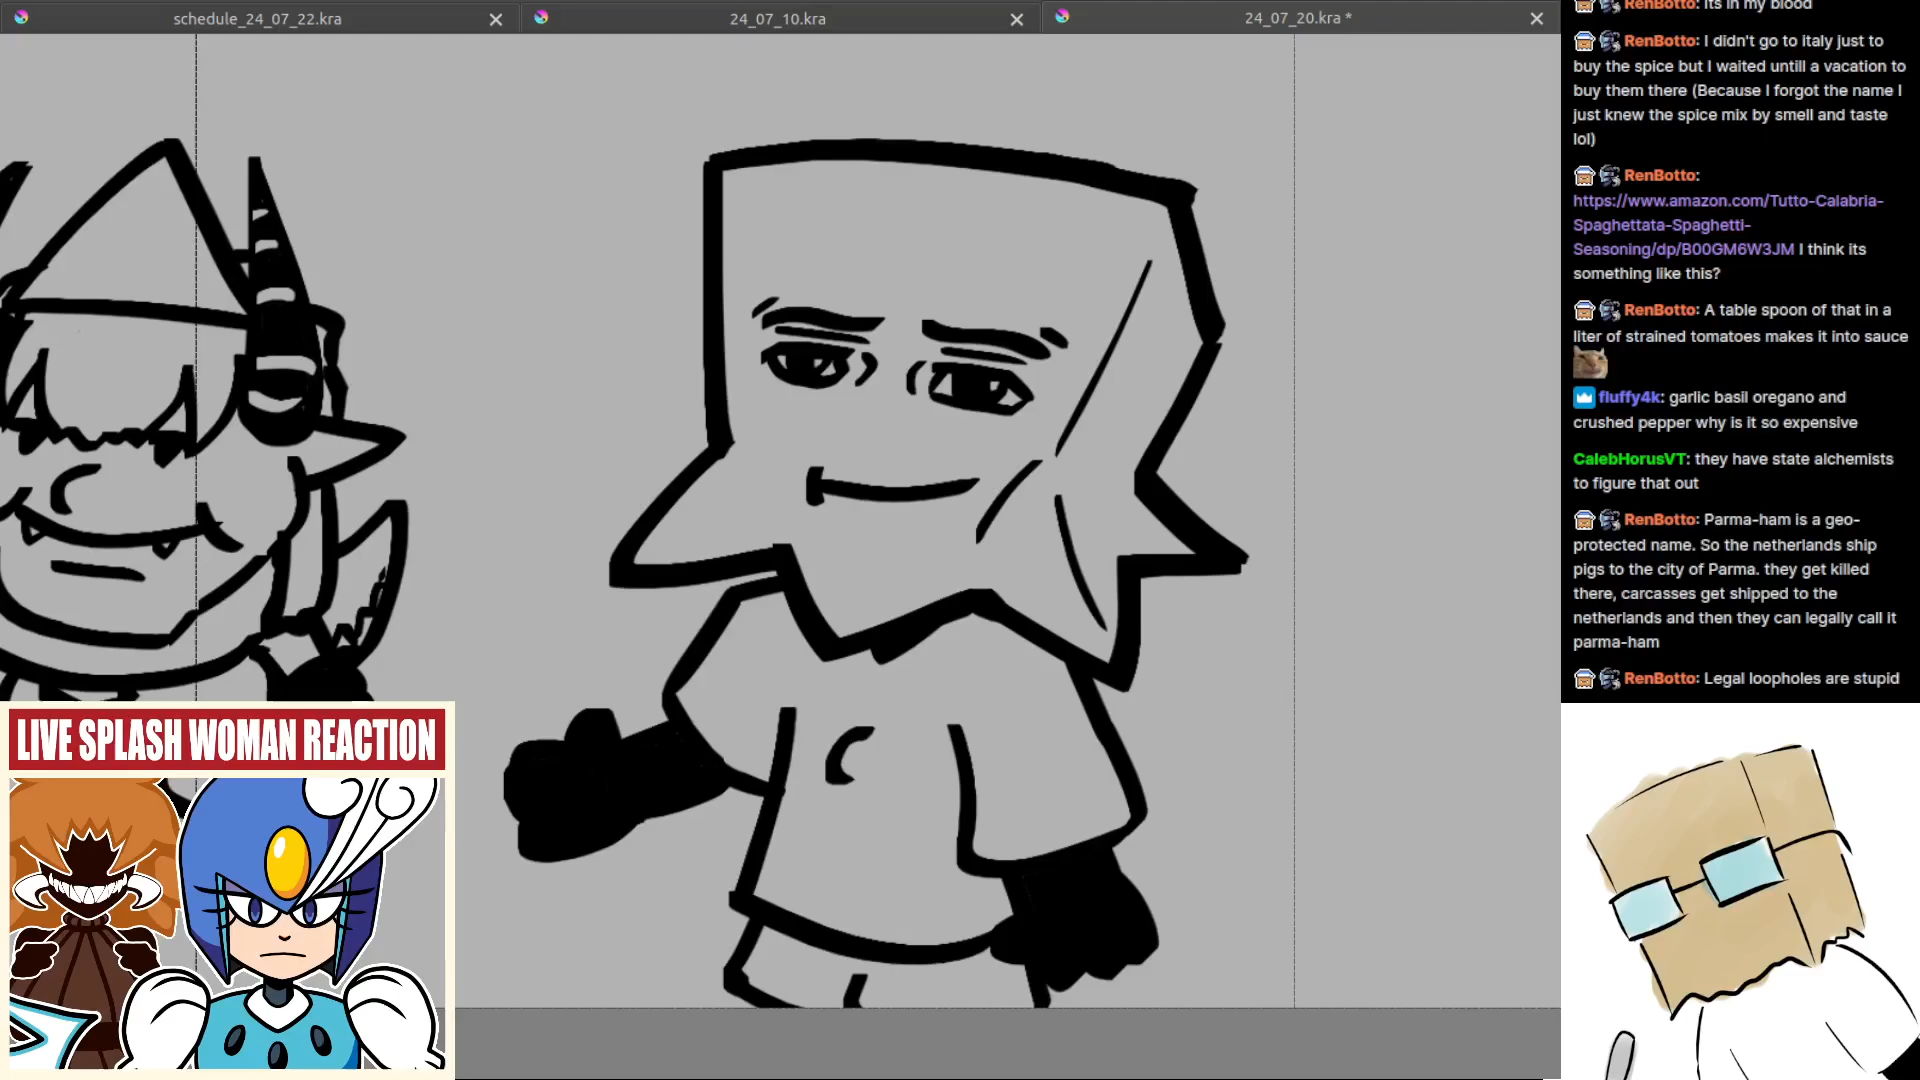 schedule_24_07_22.kra
24_07_10.kra
24_07_20.kra *
RenBotto: Its in my blood
RenBotto: I didn't go to italy just to
buy the spice but I waited untill a vacation to
buy them there (Because I forgot the name I
just knew the spice mix by smell and taste
lol)
RenBotto:
https://www.amazon.com/Tutto-Calabria-
Spaghettata-Spaghetti-
Seasoning/dp/B00GM6W3JM I think its
something like this?
RenBotto: A table spoon of that in a
liter of strained tomatoes makes it into sauce
fluffy4k: garlic basil oregano and
crushed pepper why is it so expensive
CalebHorusVT: they have state alchemists
to figure that out
RenBotto: Parma-ham is a geo-
protected name. So the netherlands ship
pigs to the city of Parma. they get killed
there, carcasses get shipped to the
netherlands and then they can legally call it
parma-ham
RenBotto: Legal loopholes are stupid
LIVE SPLASH WOMAN REACTION